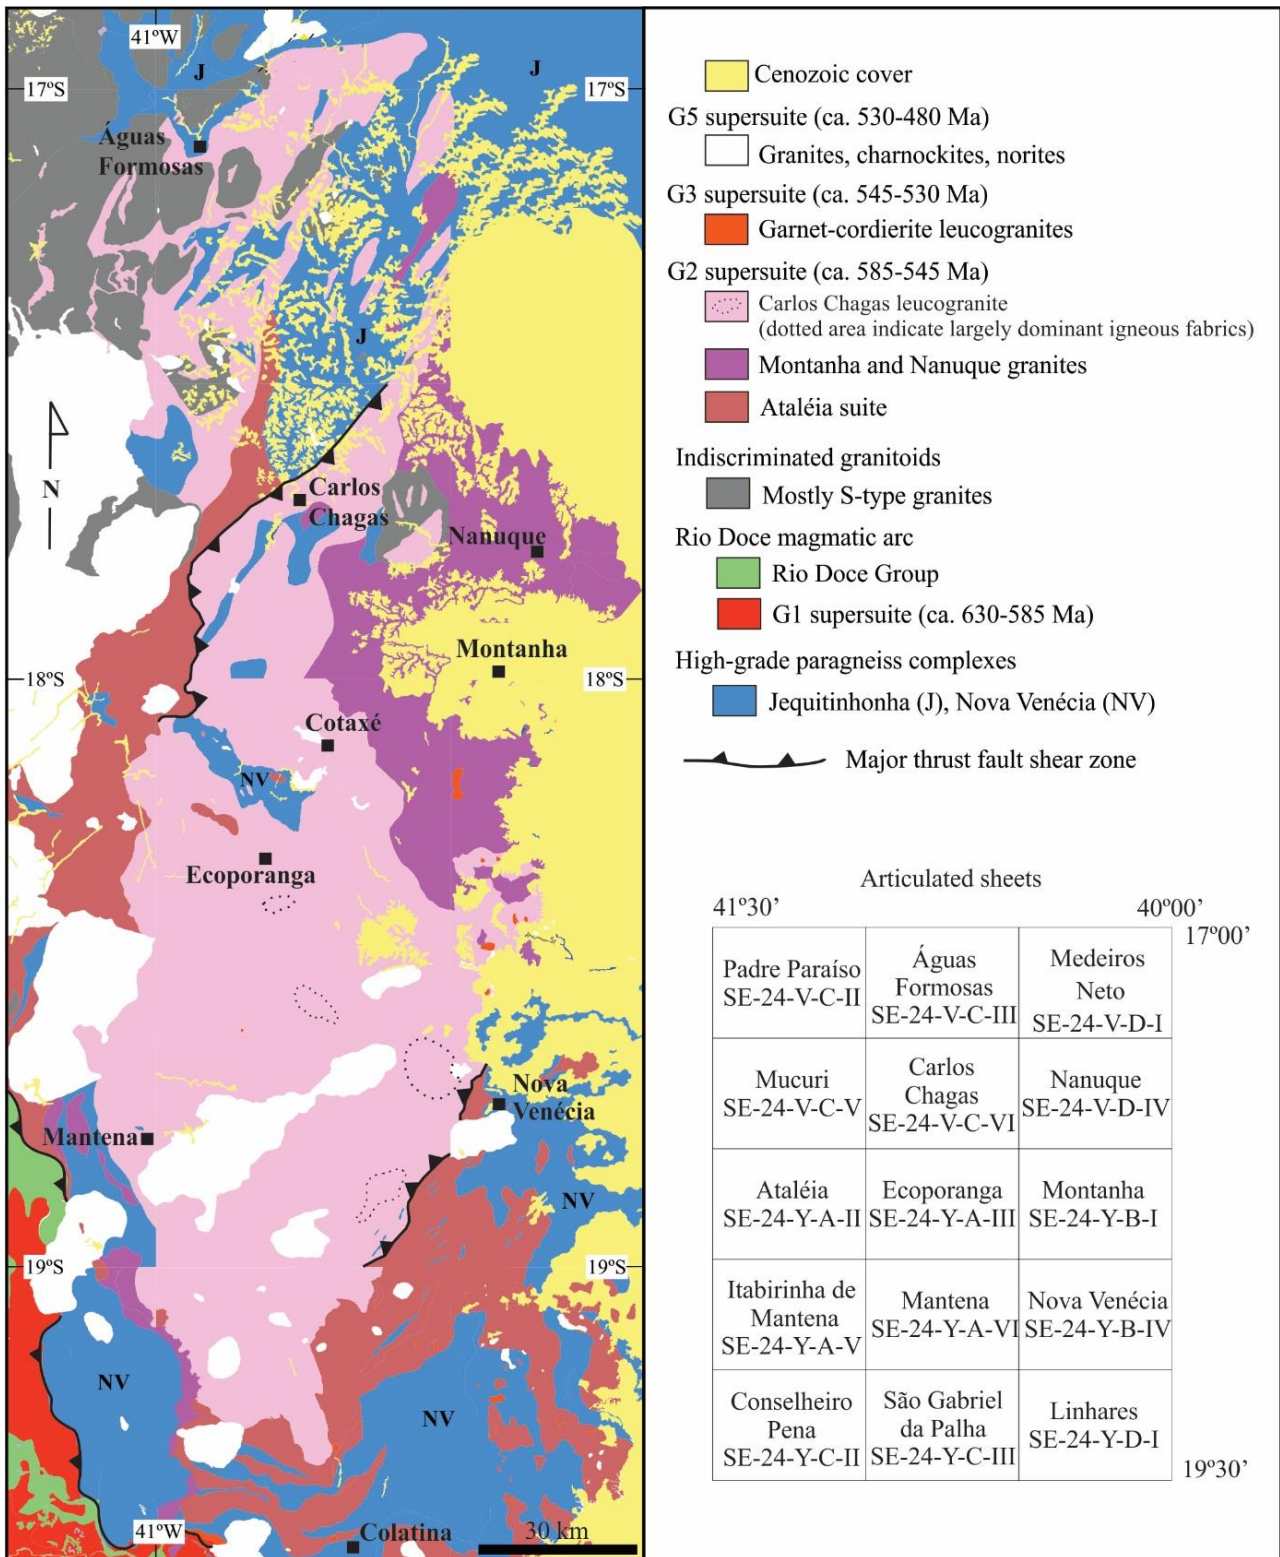 41ºW
17ºS
J
J
17ºS
Águas
Formosas
J
N
Carlos
Chagas
Nanuque
Montanha
18ºS
18ºS
Cotaxé
NV
Ecoporanga
Nova
Venécia
Mantena
NV
19ºS
19ºS
NV
NV
41ºW
Colatina
30 km
Cenozoic cover
G5 supersuite (ca. 530-480 Ma)
Granites, charnockites, norites
G3 supersuite (ca. 545-530 Ma)
Garnet-cordierite leucogranites
G2 supersuite (ca. 585-545 Ma)
Carlos Chagas leucogranite
(dotted area indicate largely dominant igneous fabrics)
Montanha and Nanuque granites
Ataléia suite
Indiscriminated granitoids
Mostly S-type granites
Rio Doce magmatic arc
Rio Doce Group
G1 supersuite (ca. 630-585 Ma)
High-grade paragneiss complexes
Jequitinhonha (J), Nova Venécia (NV)
Major thrust fault shear zone
Articulated sheets
41º30’
40º00’
17º00’
Padre Paraíso
SE-24-V-C-II
Águas
Formosas
SE-24-V-C-III
Medeiros
Neto
SE-24-V-D-I
Mucuri
SE-24-V-C-V
Carlos
Chagas
SE-24-V-C-VI
Nanuque
SE-24-V-D-IV
Ataléia
SE-24-Y-A-II
Ecoporanga
SE-24-Y-A-III
Montanha
SE-24-Y-B-I
Itabirinha de
Mantena
SE-24-Y-A-V
Mantena
SE-24-Y-A-VI
Nova Venécia
SE-24-Y-B-IV
Conselheiro
Pena
SE-24-Y-C-II
São Gabriel
da Palha
SE-24-Y-C-III
Linhares
SE-24-Y-D-I
19º30’